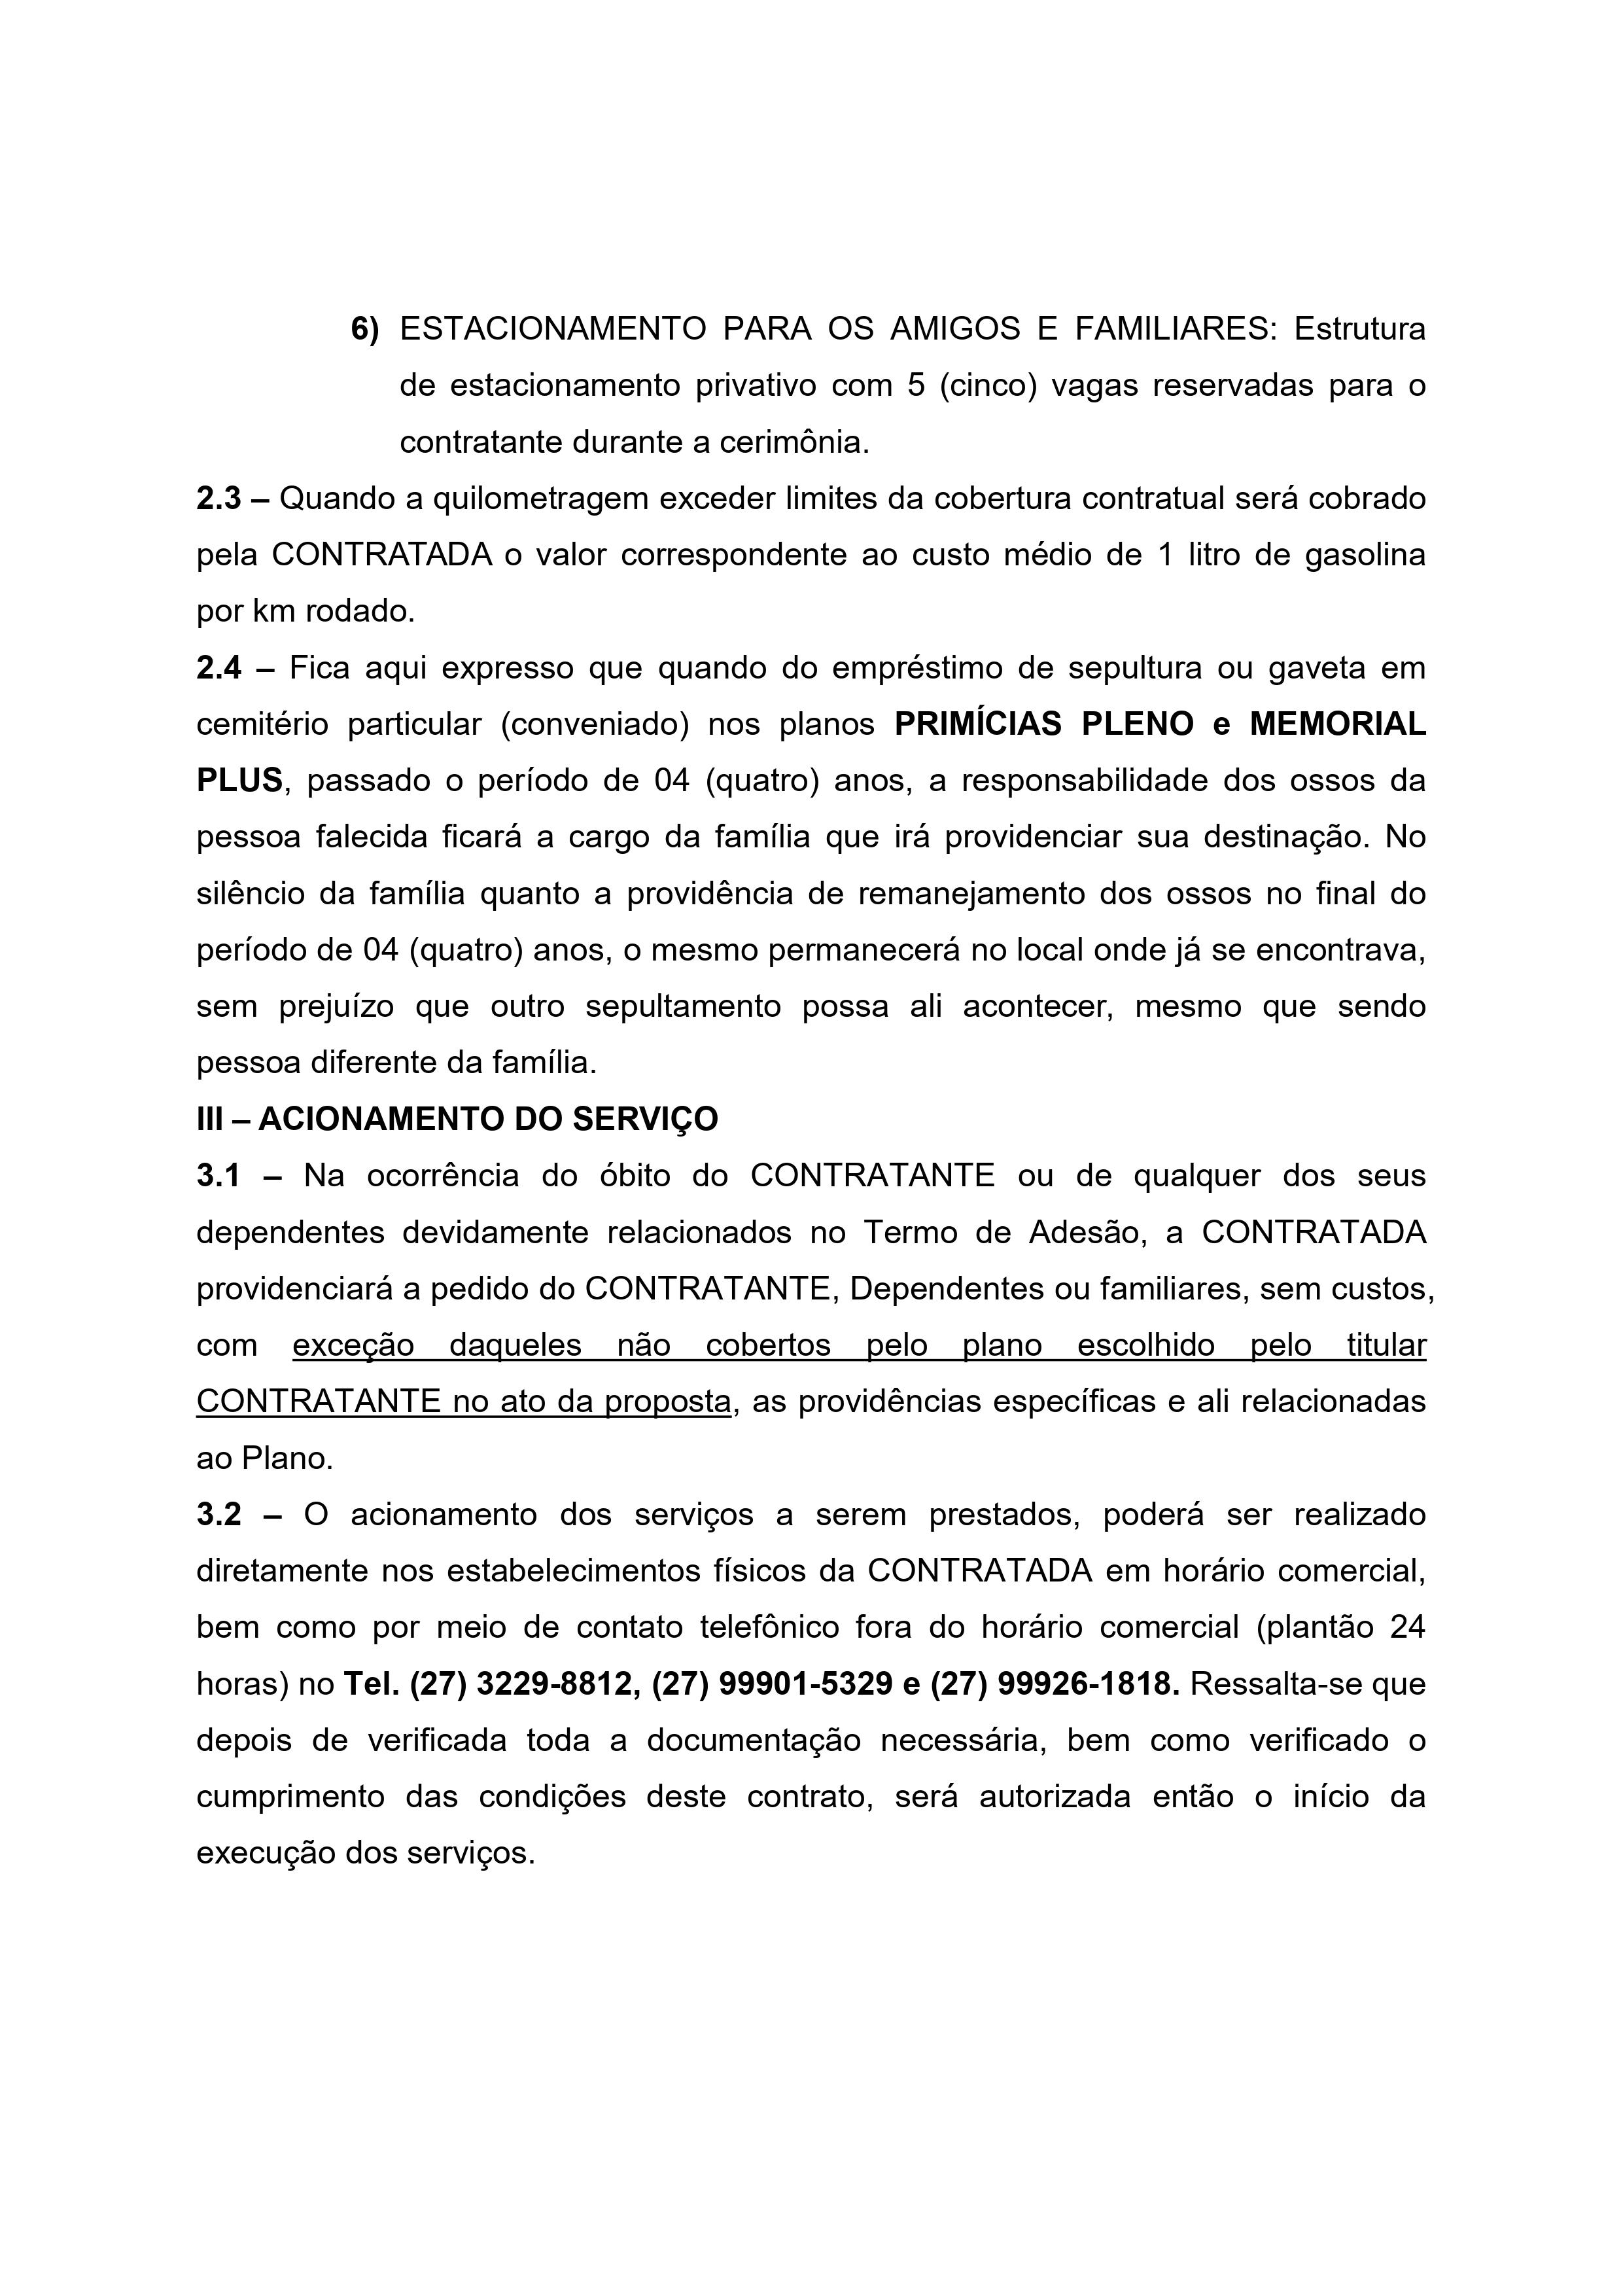 6) ESTACIONAMENTO PARA OS AMIGOS E FAMILIARES: Estrutura
de estacionamento privativo com 5 (cinco) vagas reservadas para o
contratante durante a cerimônia.
2.3 – Quando a quilometragem exceder limites da cobertura contratual será cobrado
pela CONTRATADA o valor correspondente ao custo médio de 1 litro de gasolina
por km rodado.
2.4 – Fica aqui expresso que quando do empréstimo de sepultura ou gaveta em
cemitério particular (conveniado) nos planos PRIMÍCIAS PLENO e MEMORIAL
PLUS, passado o período de 04 (quatro) anos, a responsabilidade dos ossos da
pessoa falecida ficará a cargo da família que irá providenciar sua destinação. No
silêncio da família quanto a providência de remanejamento dos ossos no final do
período de 04 (quatro) anos, o mesmo permanecerá no local onde já se encontrava,
sem prejuízo que outro sepultamento possa ali acontecer, mesmo que sendo
pessoa diferente da família.
III – ACIONAMENTO DO SERVIÇO
3.1 – Na ocorrência do óbito do CONTRATANTE ou de qualquer dos seus
dependentes devidamente relacionados no Termo de Adesão, a CONTRATADA
providenciará a pedido do CONTRATANTE, Dependentes ou familiares, sem custos,
com exceção daqueles não cobertos pelo plano escolhido pelo titular
CONTRATANTE no ato da proposta, as providências específicas e ali relacionadas
ao Plano.
3.2 – O acionamento dos serviços a serem prestados, poderá ser realizado
diretamente nos estabelecimentos físicos da CONTRATADA em horário comercial,
bem como por meio de contato telefônico fora do horário comercial (plantão 24
horas) no Tel. (27) 3229-8812, (27) 99901-5329 e (27) 99926-1818. Ressalta-se que
depois de verificada toda a documentação necessária, bem como verificado o
cumprimento das condições deste contrato, será autorizada então o início da
execução dos serviços.